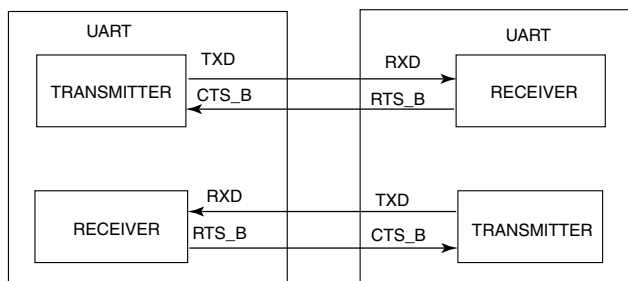 UART UART
TXD RXD
TRANSMITTER CTS_B RTS_B RECEIVER
RXD TXD
RECEIVER RTS_B CTS_B TRANSMITTER